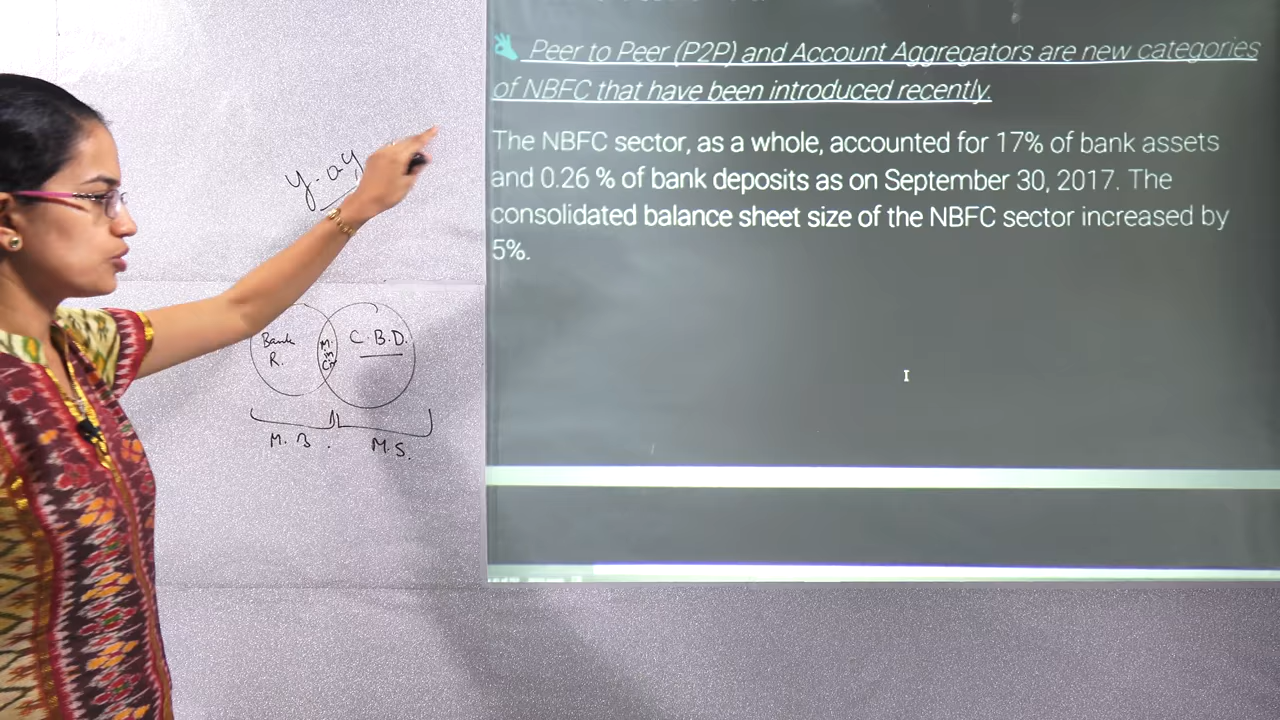 Peer to Peer (P2P) and Account Aggregators are new categories
of NBFC that have been introduced recently.
The NBFC sector, as a whole, accounted for 17% of bank assets
and 0.26 % of bank deposits as on September 30, 2017. The
consolidated balance sheet size of the NBFC sector increased by
5%.
Bank
R.
C.B.D.
M. B.
M.S.